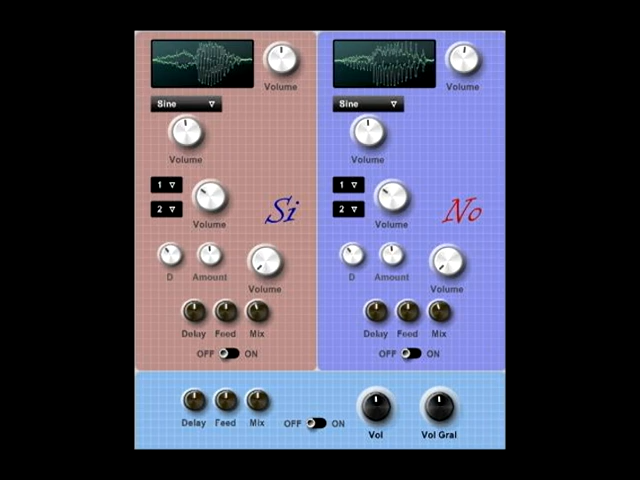 Volume
Sine
Volume
1
2
Volume
Si
D
Amount
Volume
Delay
Feed
Mix
OFF
ON
Volume
Sine
Volume
1
2
Volume
No
D
Amount
Volume
Delay
Feed
Mix
OFF
ON
Delay
Feed
Mix
OFF
ON
Vol
Vol Gral